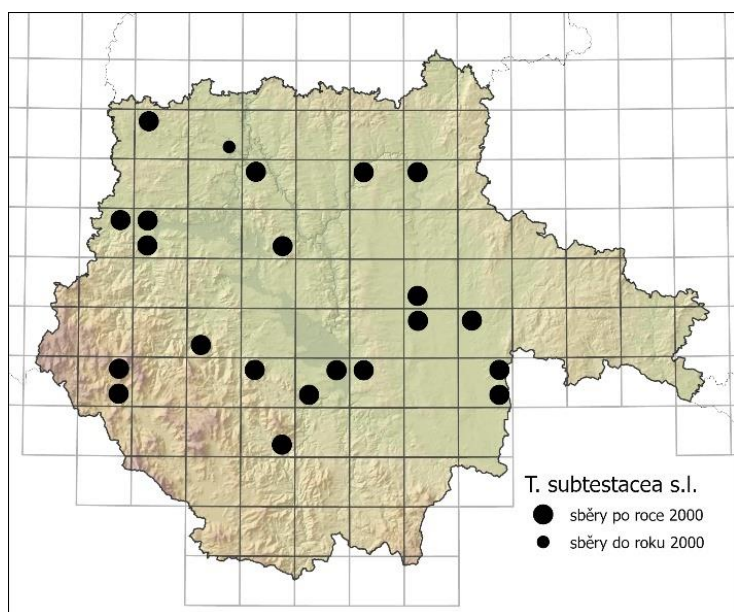 T. subtestacea s.l.
sběry po roce 2000
sběry do roku 2000